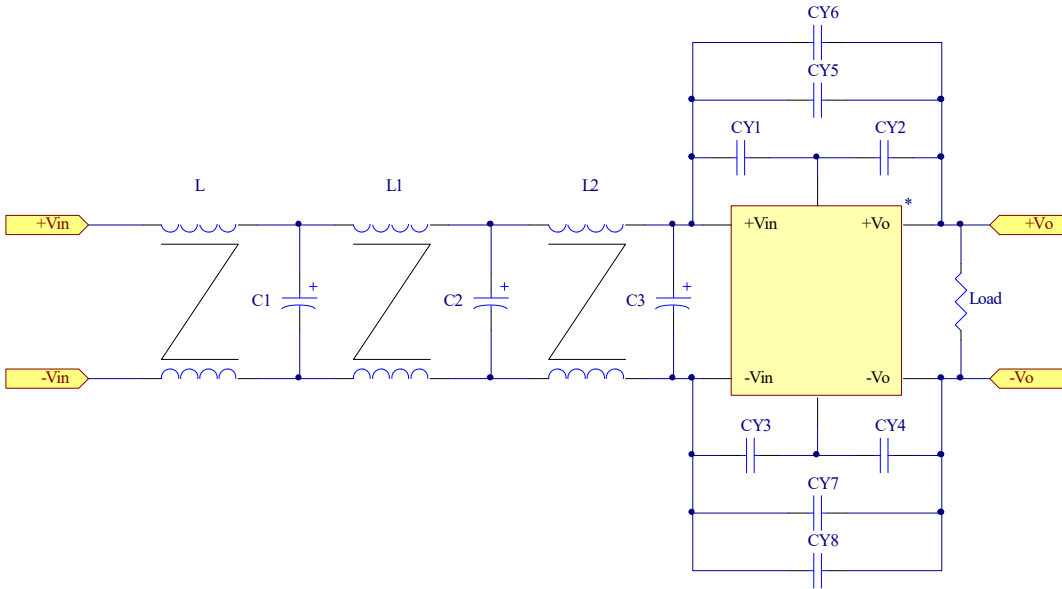 CY6
CY5
CY1
CY2
L
L1
L2
*
+Vin
+Vin
+Vo
+Vo
C1
+
C2
+
C3
+
Load
-Vin
-Vin
-Vo
-Vo
CY3
CY4
CY7
CY8